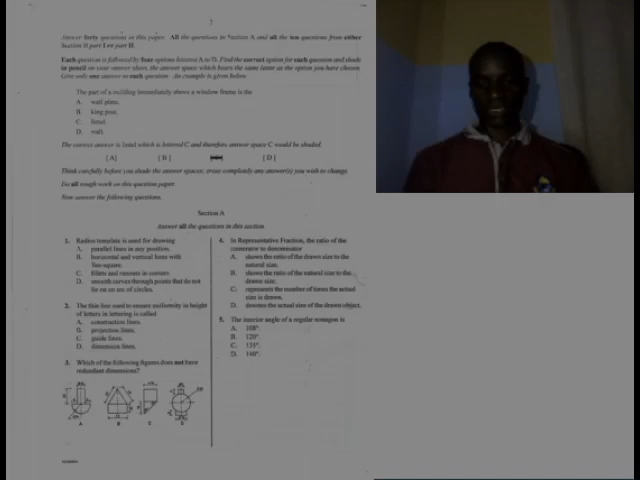 2
Answer forty questions in this paper. All the questions in Section A and all the ten questions from either
Section B part I or part II.
Each question is followed by four options lettered A to D. Find the correct option for each question and shade
in pencil on your answer sheet, the answer space which bears the same letter as the option you have chosen.
Give only one answer to each question. An example is given below.
The part of a building immediately above a window frame is the
A. wall plate.
B. king post.
C. lintel.
D. wall.
The correct answer is lintel which is lettered C and therefore answer space C would be shaded.
[ A ] [ B ] [ D ]
Think carefully before you shade the answer spaces; erase completely any answer(s) you wish to change.
Do all rough work on this question paper.
Now answer the following questions.
Section A
Answer all the questions in this section
1. Radius template is used for drawing
A. parallel lines in any position.
B. horizontal and vertical lines with
Tee-square.
C. fillets and rounds in corners.
D. smooth curves through points that do not
lie on an arc of circles.
2. The thin line used to ensure uniformity in height
of letters in lettering is called
A. construction lines.
B. projection lines.
C. guide lines.
D. dimension lines.
3. Which of the following figures does not have
redundant dimensions?
A B C D
4. In Representative Fraction, the ratio of the
numerator to denominator
A. shows the ratio of the drawn size to the
natural size.
B. shows the ratio of the natural size to the
drawn size.
C. represents the number of times the actual
size is drawn.
D. denotes the actual size of the drawn object.
5. The interior angle of a regular nonagon is
A. 108°.
B. 120°.
C. 135°.
D. 140°.